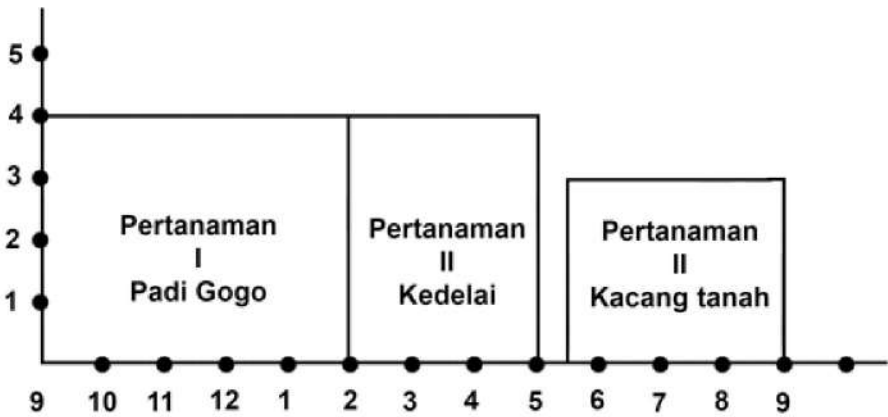 5
4
3
2
1
Pertanaman
I
Padi Gogo
Pertanaman
II
Kedelai
Pertanaman
II
Kacang tanah
9 10 11 12 1 2 3 4 5 6 7 8 9